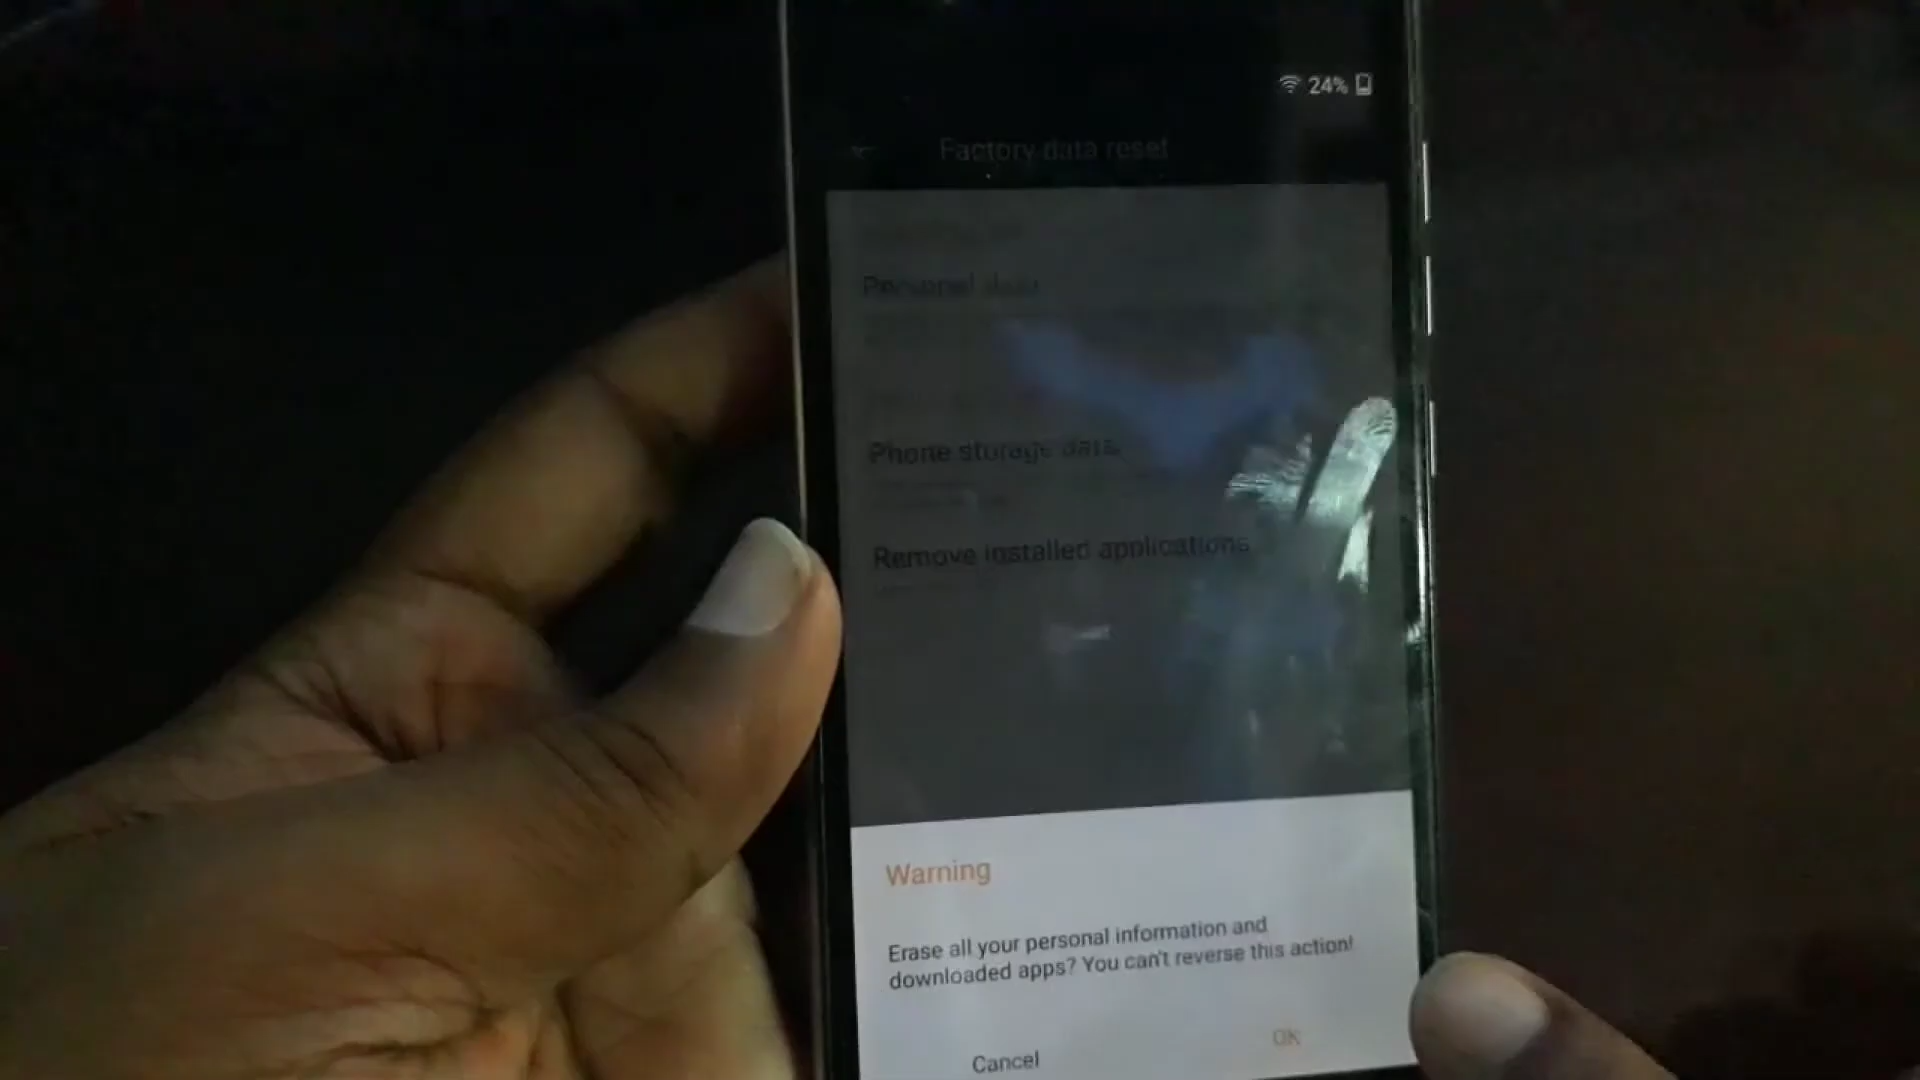 24%
Factory data reset
Personal data
Phone storage data
Remove installed applications
Warning
Erase all your personal information and
downloaded apps? You can't reverse this action!
Cancel
OK